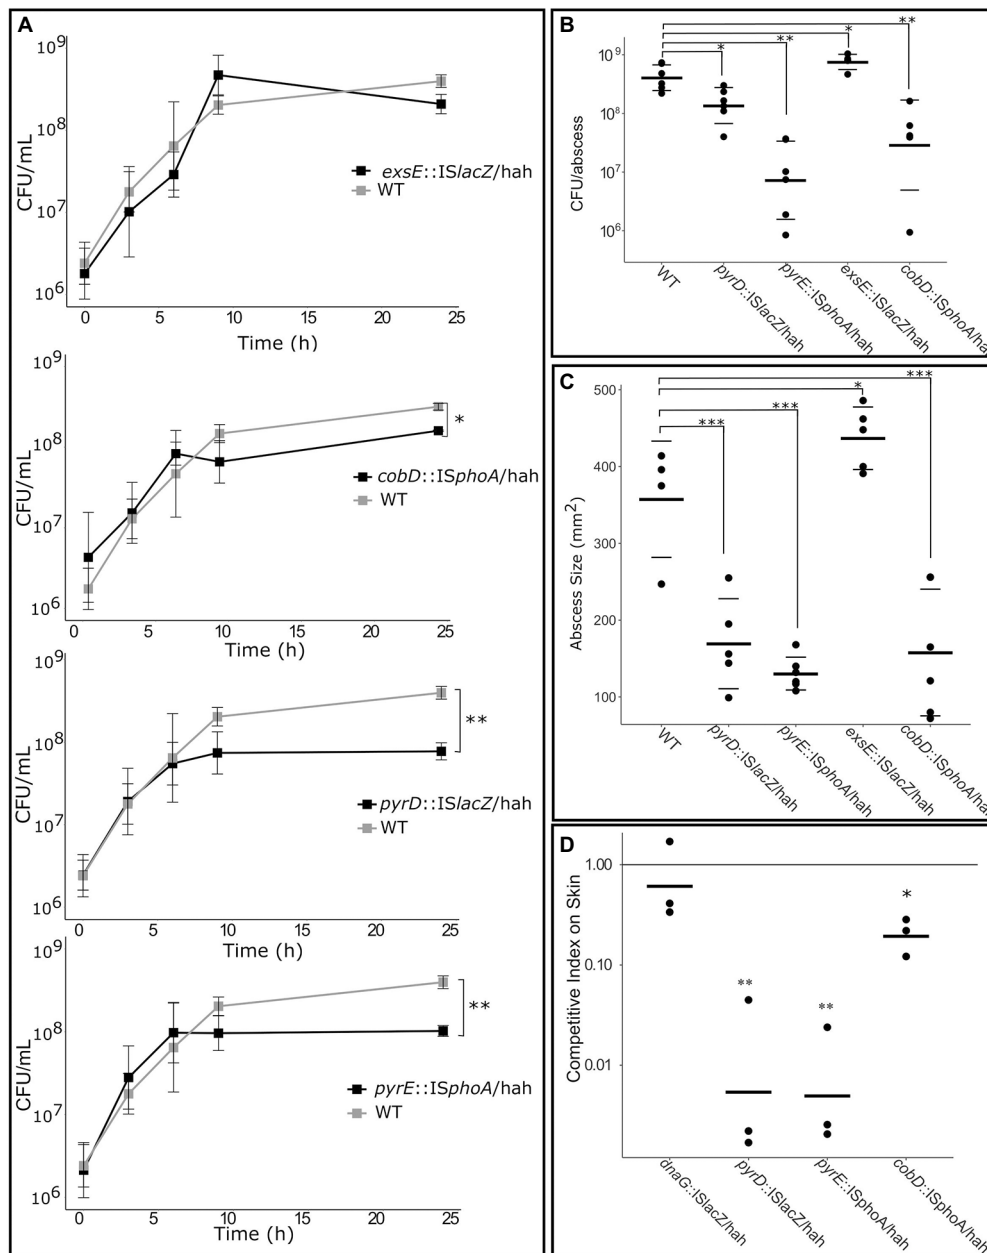 A
10⁹
10⁸
10⁷
10⁶
CFU/mL
exsE::ISlacZ/hah
WT
0 5 10 15 20 25
Time (h)
10⁹
10⁸
10⁷
10⁶
CFU/mL
*
cobD::ISphoA/hah
WT
0 5 10 15 20 25
Time (h)
10⁹
10⁸
10⁷
10⁶
CFU/mL
**
pyrD::ISlacZ/hah
WT
0 5 10 15 20 25
Time (h)
10⁹
10⁸
10⁷
10⁶
CFU/mL
**
pyrE::ISphoA/hah
WT
0 5 10 15 20 25
Time (h)
B
* ** * **
10⁹
10⁸
10⁷
10⁶
CFU/abscess
WT
pyrD::ISlacZ/hah
pyrE::ISphoA/hah
exsE::ISlacZ/hah
cobD::ISphoA/hah
C
*** *** * ***
500
400
300
200
100
Abscess Size (mm²)
WT
pyrD::ISlacZ/hah
pyrE::ISphoA/hah
exsE::ISlacZ/hah
cobD::ISphoA/hah
D
1.00
0.10
0.01
Competitive Index on Skin
** ** *
dnaG::ISlacZ/hah
pyrD::ISlacZ/hah
pyrE::ISphoA/hah
cobD::ISphoA/hah